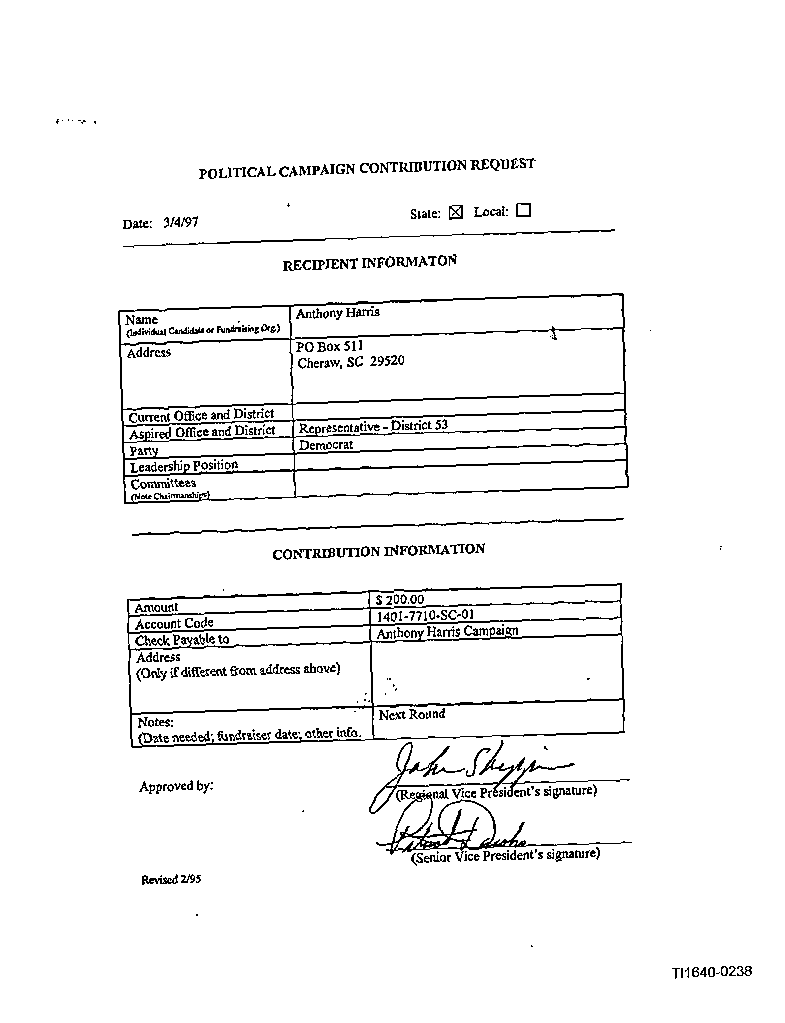 POLITICAL CAMPAIGN CONTRIBUTION REQUEST
Date: 3/4/97 State: ☒ Local: ☐
RECIPIENT INFORMATON
Name Anthony Harris
(Individual Candidate or Fundraising Org.)
Address PO Box 511
Cheraw, SC 29520
Current Office and District
Aspired Office and District Representative - District 53
Party Democrat
Leadership Position
Committees
(Note Chairmanships)
CONTRIBUTION INFORMATION
Amount $ 200.00
Account Code 1401-7710-SC-01
Check Payable to Anthony Harris Campaign
Address
(Only if different from address above)
Notes: Next Round
(Date needed; fundraiser date; other info.
John
Approved by:
(Regional Vice President's signature)
(Senior Vice President's signature)
Revised 2/95
TI1640-0238